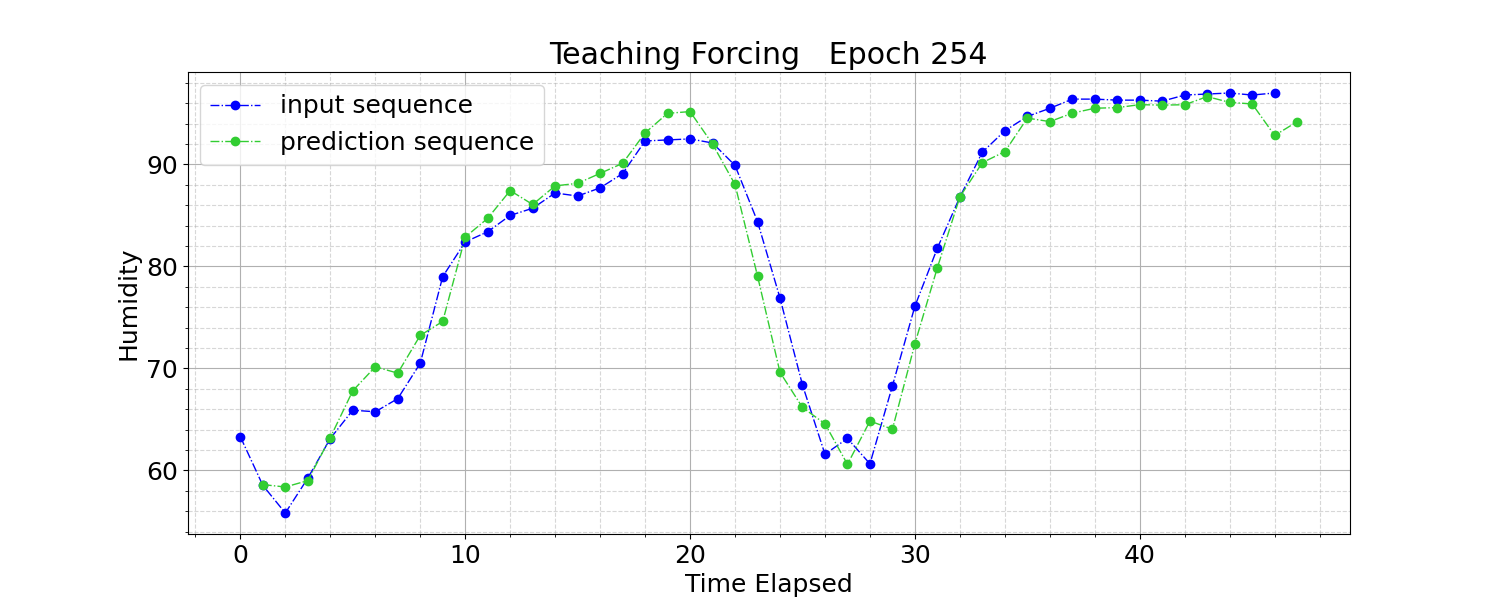 Teaching Forcing   Epoch 254
input sequence
prediction sequence
Humidity
90
80
70
60
0 10 20 30 40
Time Elapsed